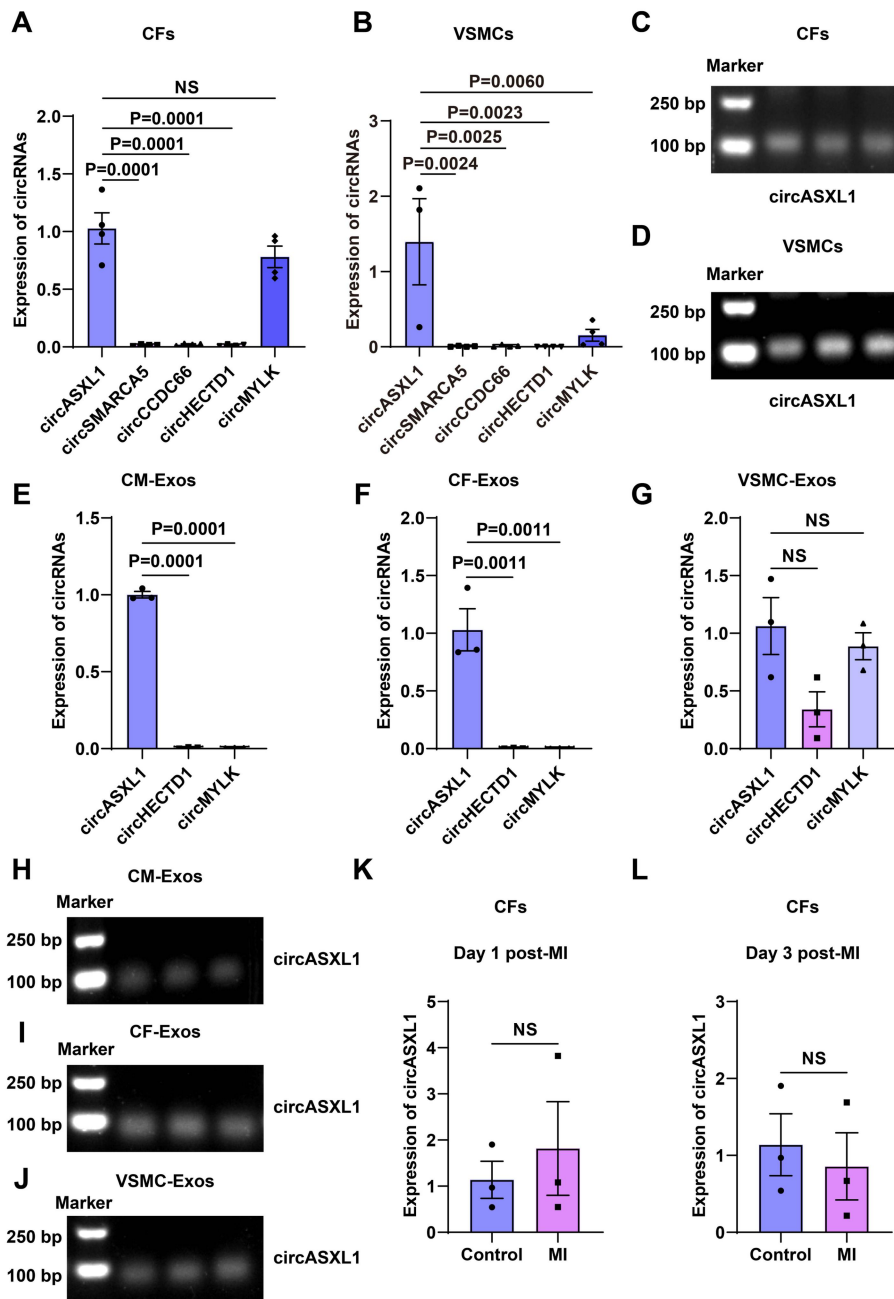 A
CFs
NS
P=0.0001
P=0.0001
P=0.0001
Expression of circRNAs
2.0
1.5
1.0
0.5
0.0
circASXL1
circSMARCA5
circCCDC66
circHECTD1
circMYLK
B
VSMCs
P=0.0060
P=0.0023
P=0.0025
P=0.0024
Expression of circRNAs
3
2
1
0
circASXL1
circSMARCA5
circCCDC66
circHECTD1
circMYLK
C
CFs
Marker
250 bp
100 bp
circASXL1
D
VSMCs
Marker
250 bp
100 bp
circASXL1
E
CM-Exos
P=0.0001
P=0.0001
Expression of circRNAs
1.5
1.0
0.5
0.0
circASXL1
circHECTD1
circMYLK
F
CF-Exos
P=0.0011
P=0.0011
Expression of circRNAs
2.0
1.5
1.0
0.5
0.0
circASXL1
circHECTD1
circMYLK
G
VSMC-Exos
NS
NS
Expression of circRNAs
2.0
1.5
1.0
0.5
0.0
circASXL1
circHECTD1
circMYLK
H
CM-Exos
Marker
250 bp
100 bp
circASXL1
I
CF-Exos
Marker
250 bp
100 bp
circASXL1
J
VSMC-Exos
Marker
250 bp
100 bp
circASXL1
K
CFs
Day 1 post-MI
NS
Expression of circASXL1
5
4
3
2
1
0
Control
MI
L
CFs
Day 3 post-MI
NS
Expression of circASXL1
3
2
1
0
Control
MI